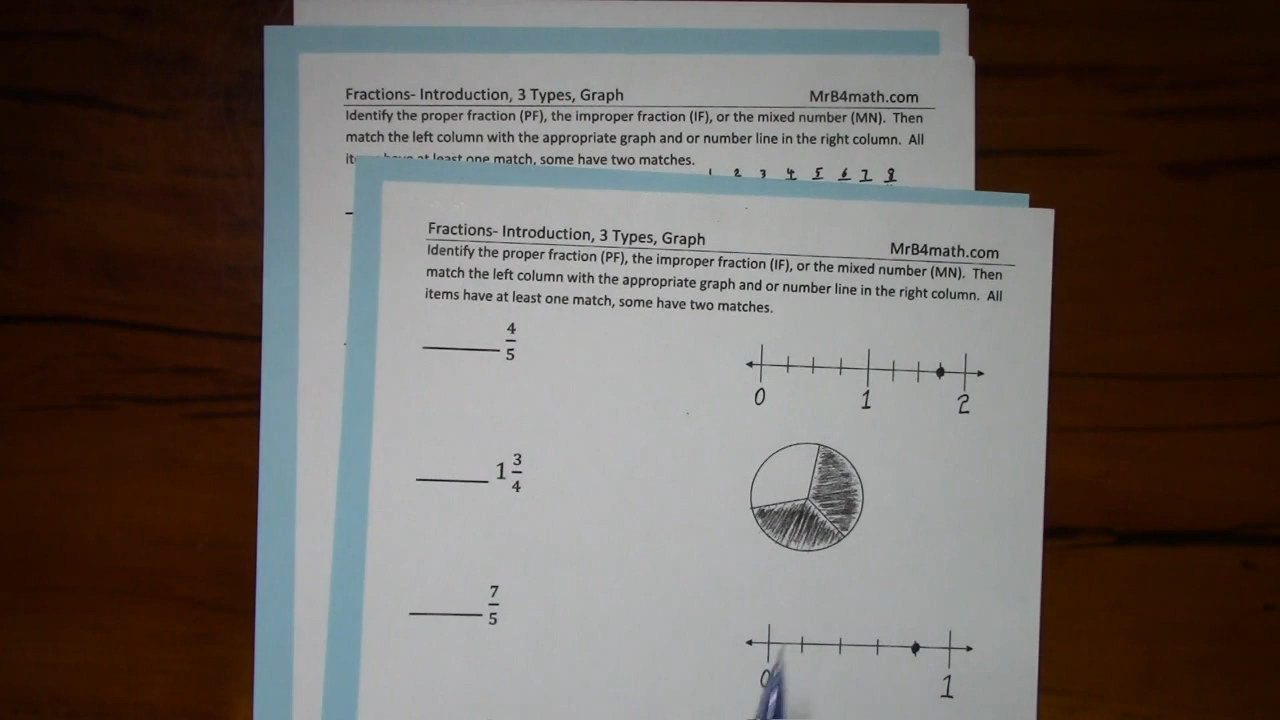 Fractions- Introduction, 3 Types, Graph MrB4math.com
Identify the proper fraction (PF), the improper fraction (IF), or the mixed number (MN). Then
match the left column with the appropriate graph and or number line in the right column. All
least one match, some have two matches.
1 2 3 4 5 6 7 8
Fractions- Introduction, 3 Types, Graph MrB4math.com
Identify the proper fraction (PF), the improper fraction (IF), or the mixed number (MN). Then
match the left column with the appropriate graph and or number line in the right column. All
items have at least one match, some have two matches.
______ 4/5
0 1 2
______ 1 3/4
______ 7/5
0 1